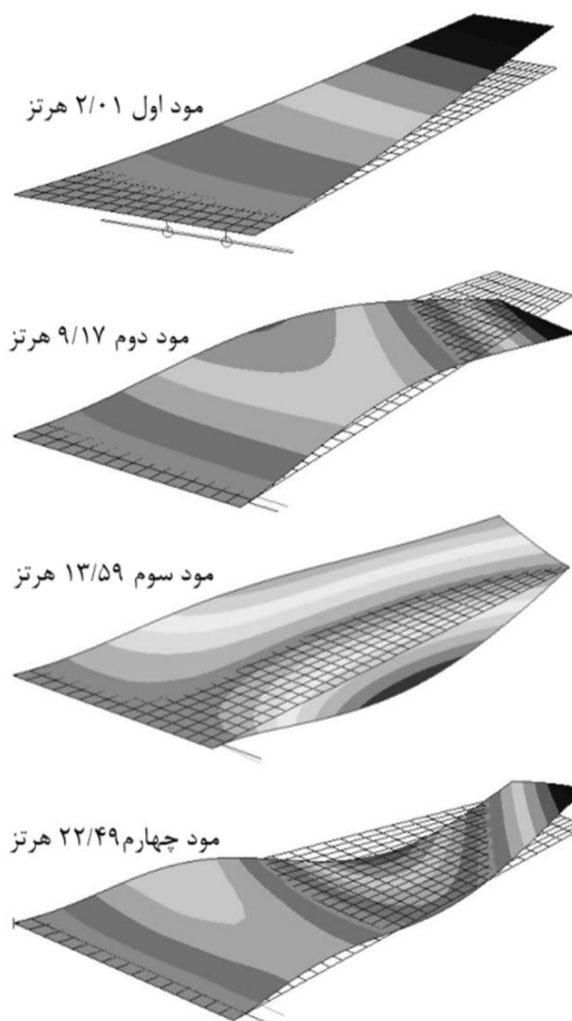 مود اول ۲/۰۱ هرتز
مود دوم ۹/۱۷ هرتز
مود سوم ۱۳/۵۹ هرتز
مود چهارم۲۲/۴۹ هرتز